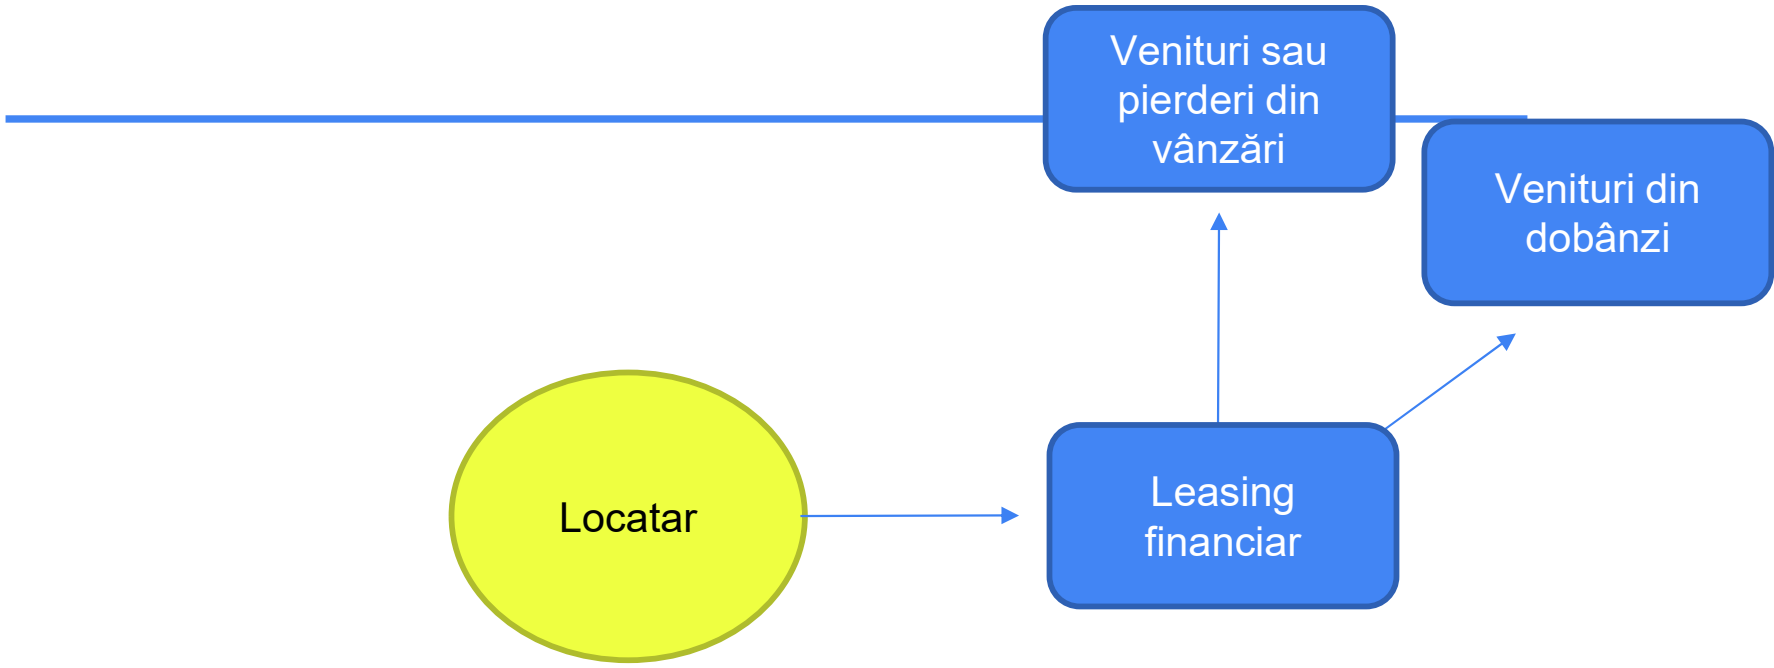 Venituri sau
pierderi din
vânzări
Venituri din
dobânzi
Locatar
Leasing
financiar